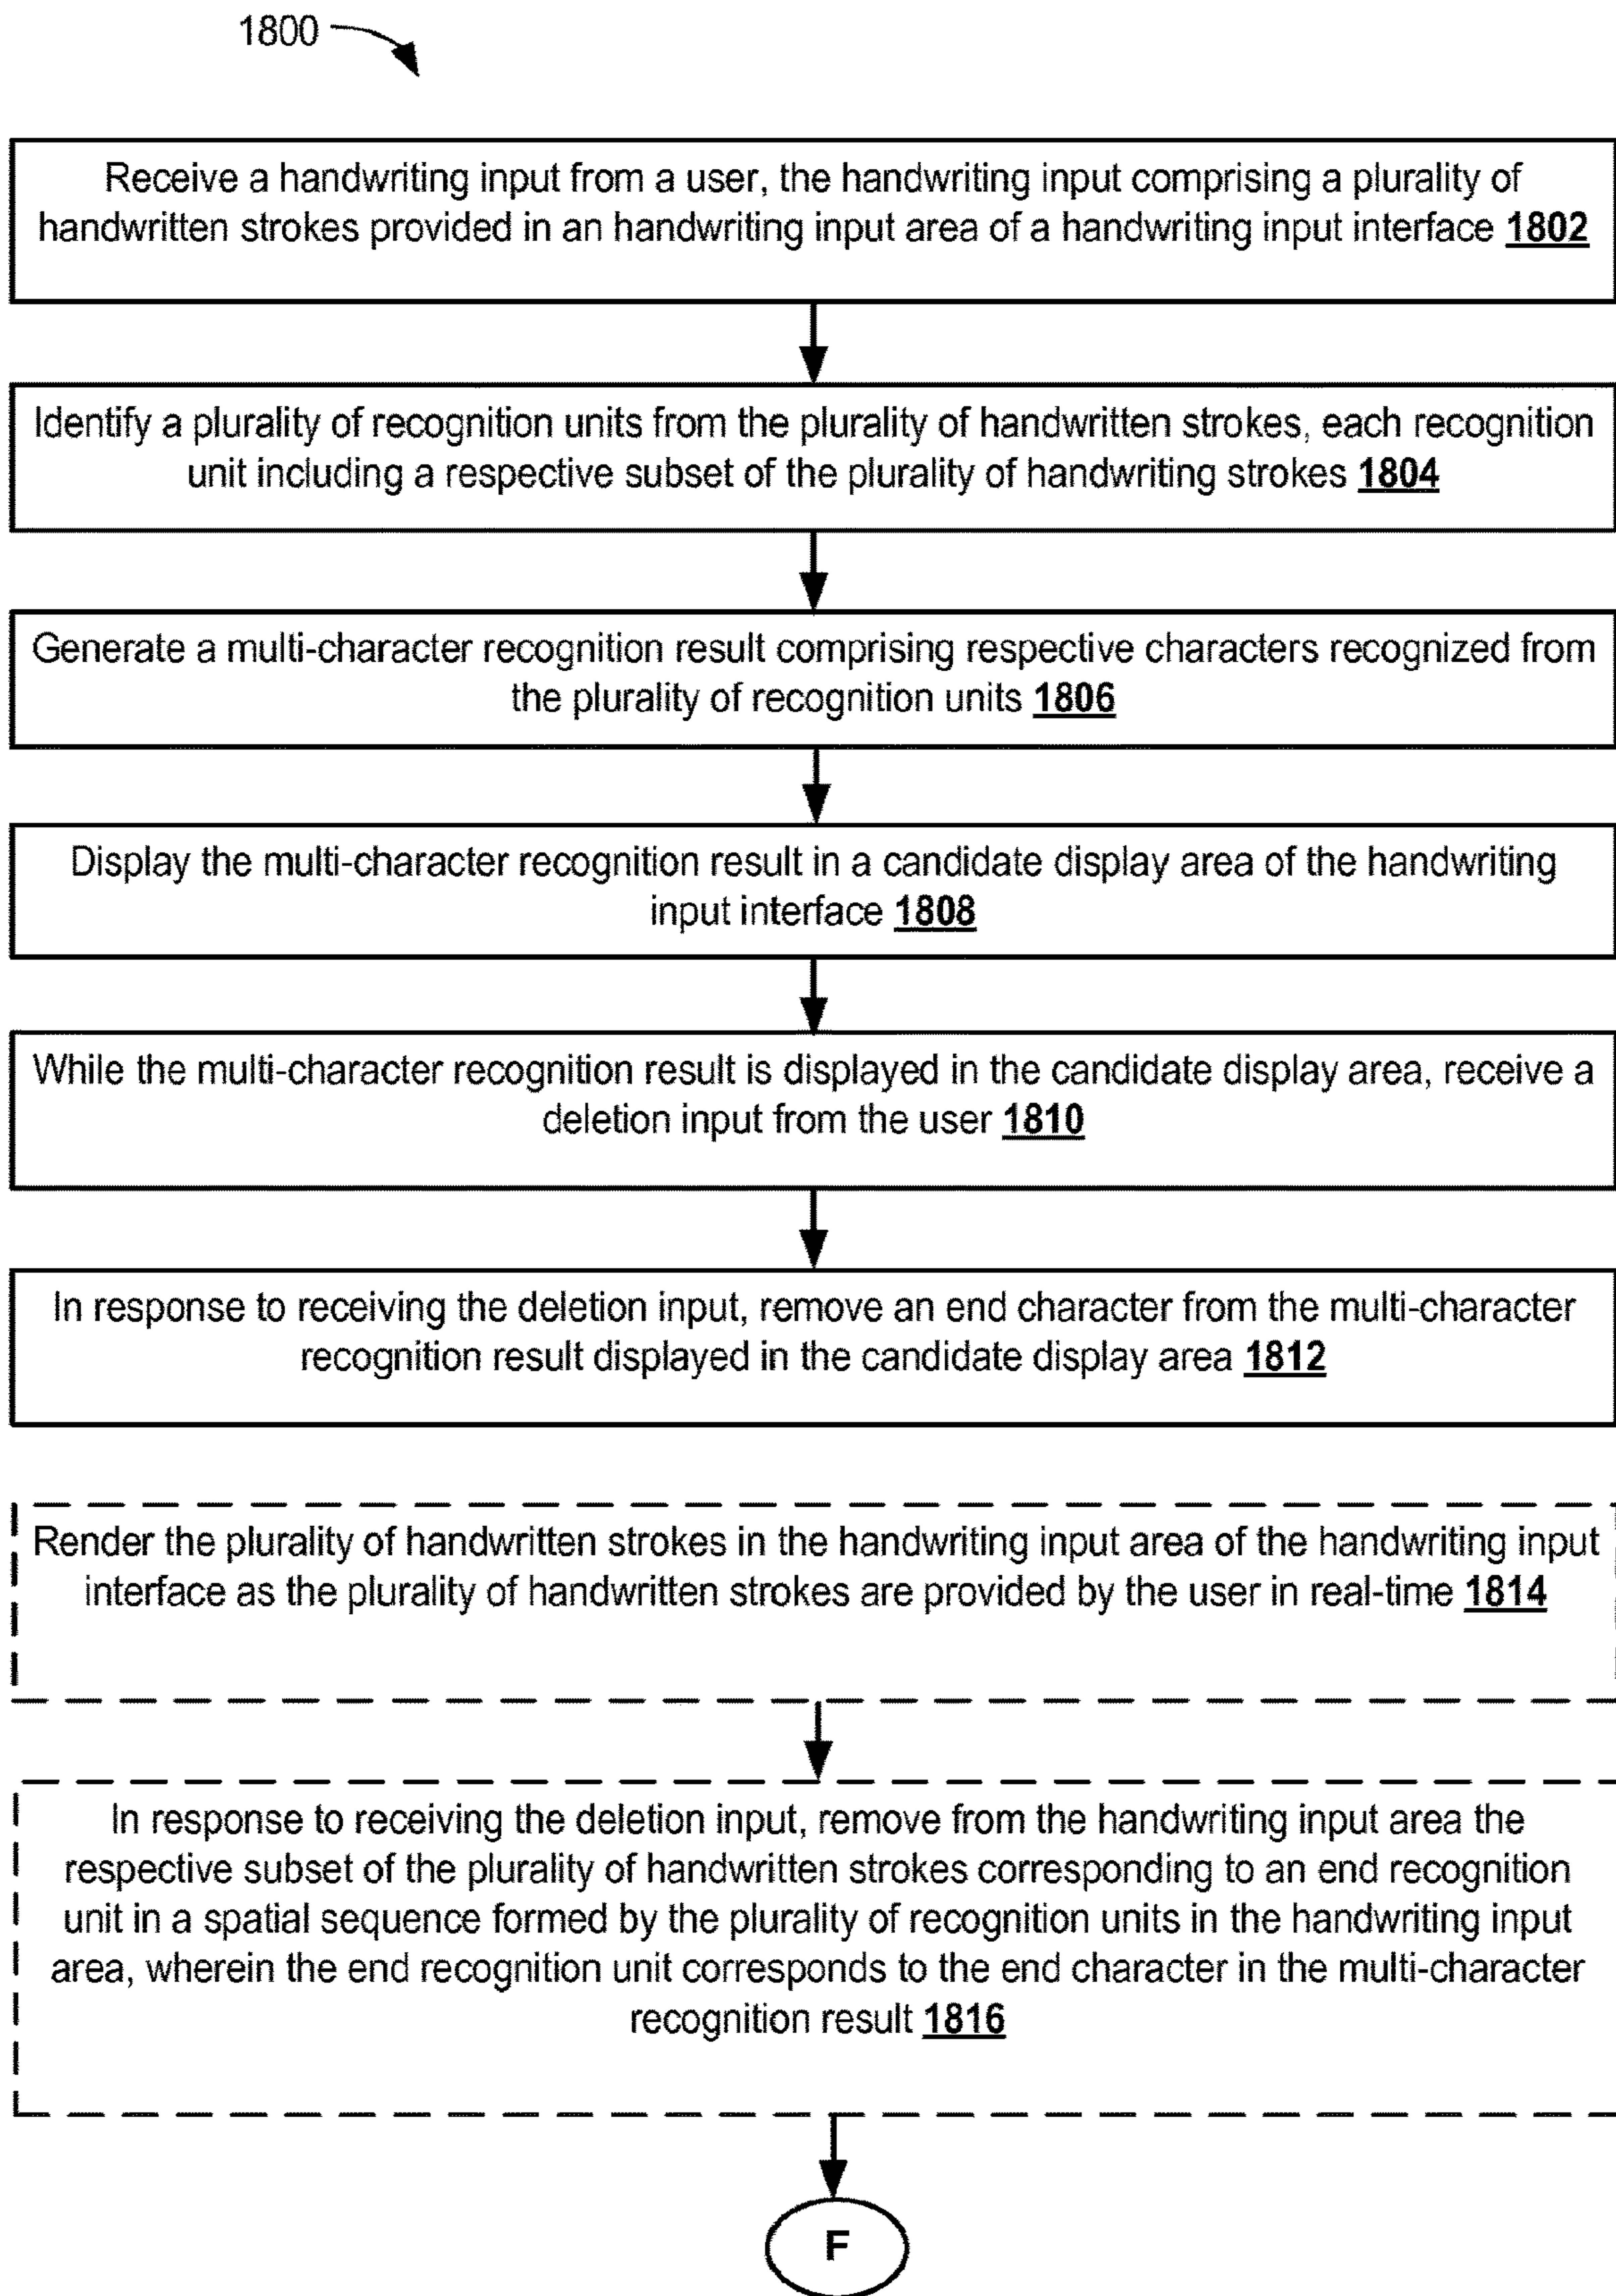 1800
Receive a handwriting input from a user, the handwriting input comprising a plurality of
handwritten strokes provided in an handwriting input area of a handwriting input interface 1802
Identify a plurality of recognition units from the plurality of handwritten strokes, each recognition
unit including a respective subset of the plurality of handwriting strokes 1804
Generate a multi-character recognition result comprising respective characters recognized from
the plurality of recognition units 1806
Display the multi-character recognition result in a candidate display area of the handwriting
input interface 1808
While the multi-character recognition result is displayed in the candidate display area, receive a
deletion input from the user 1810
In response to receiving the deletion input, remove an end character from the multi-character
recognition result displayed in the candidate display area 1812
Render the plurality of handwritten strokes in the handwriting input area of the handwriting input
interface as the plurality of handwritten strokes are provided by the user in real-time 1814
In response to receiving the deletion input, remove from the handwriting input area the
respective subset of the plurality of handwritten strokes corresponding to an end recognition
unit in a spatial sequence formed by the plurality of recognition units in the handwriting input
area, wherein the end recognition unit corresponds to the end character in the multi-character
recognition result 1816
F